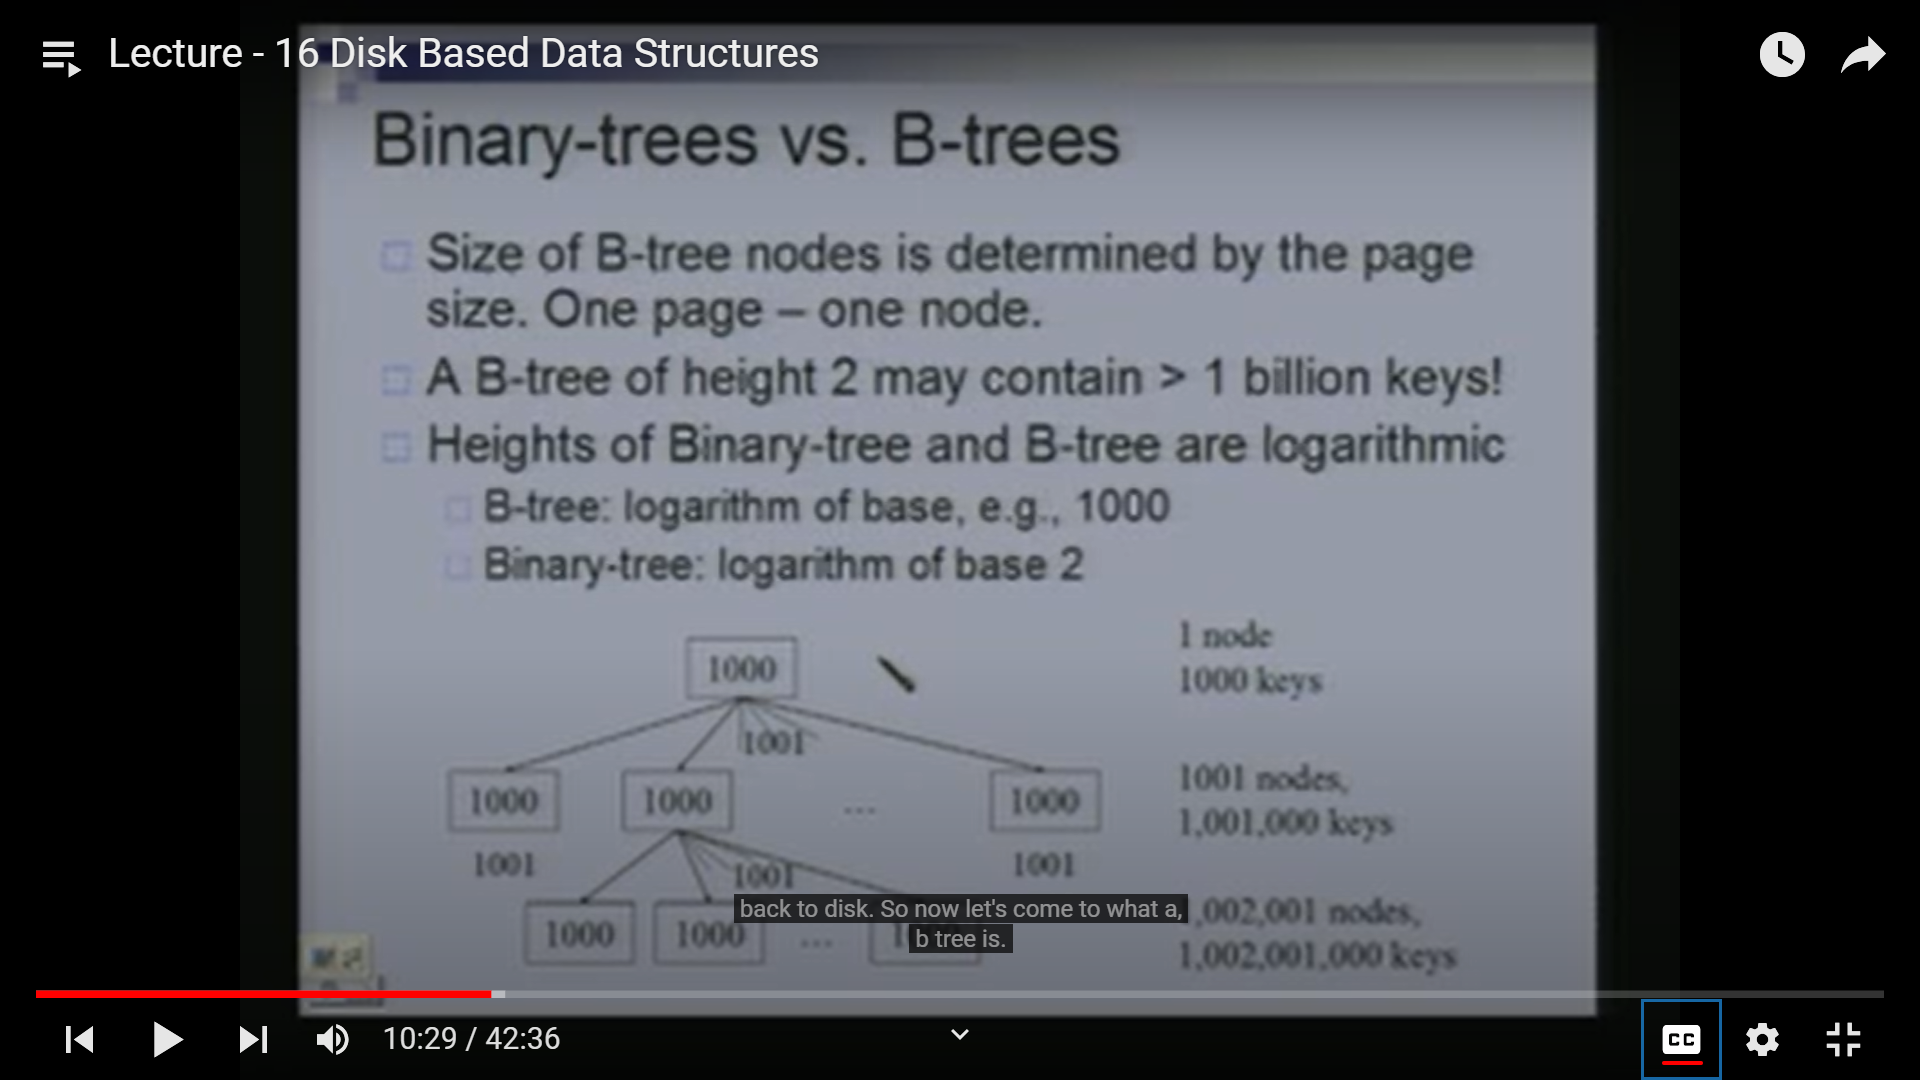 Lecture - 16 Disk Based Data Structures
Binary-trees vs. B-trees
Size of B-tree nodes is determined by the page
size. One page – one node.
A B-tree of height 2 may contain > 1 billion keys!
Heights of Binary-tree and B-tree are logarithmic
B-tree: logarithm of base, e.g., 1000
Binary-tree: logarithm of base 2
1000
1 node
1000 keys
1001
1000 1000 ... 1000
1001 nodes,
1,001,000 keys
1001 1001 1001
1000 1000 ...
,002,001 nodes,
1,002,001,000 keys
back to disk. So now let's come to what a,
b tree is.
10:29 / 42:36
CC